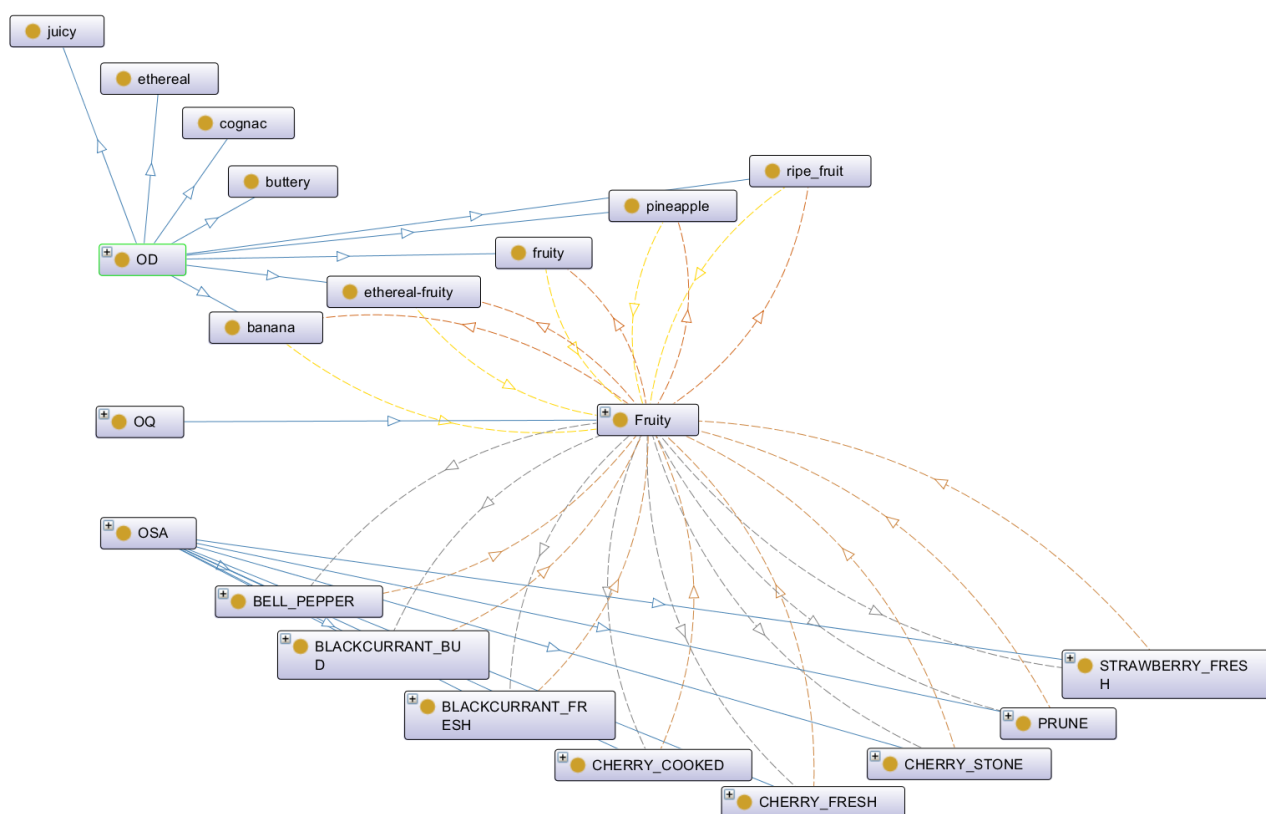 juicy
ethereal
cognac
buttery
ripe_fruit
pineapple
fruity
OD
ethereal-fruity
banana
OQ
Fruity
OSA
BELL_PEPPER
BLACKCURRANT_BU
D
STRAWBERRY_FRES
H
BLACKCURRANT_FR
ESH
PRUNE
CHERRY_COOKED
CHERRY_STONE
CHERRY_FRESH